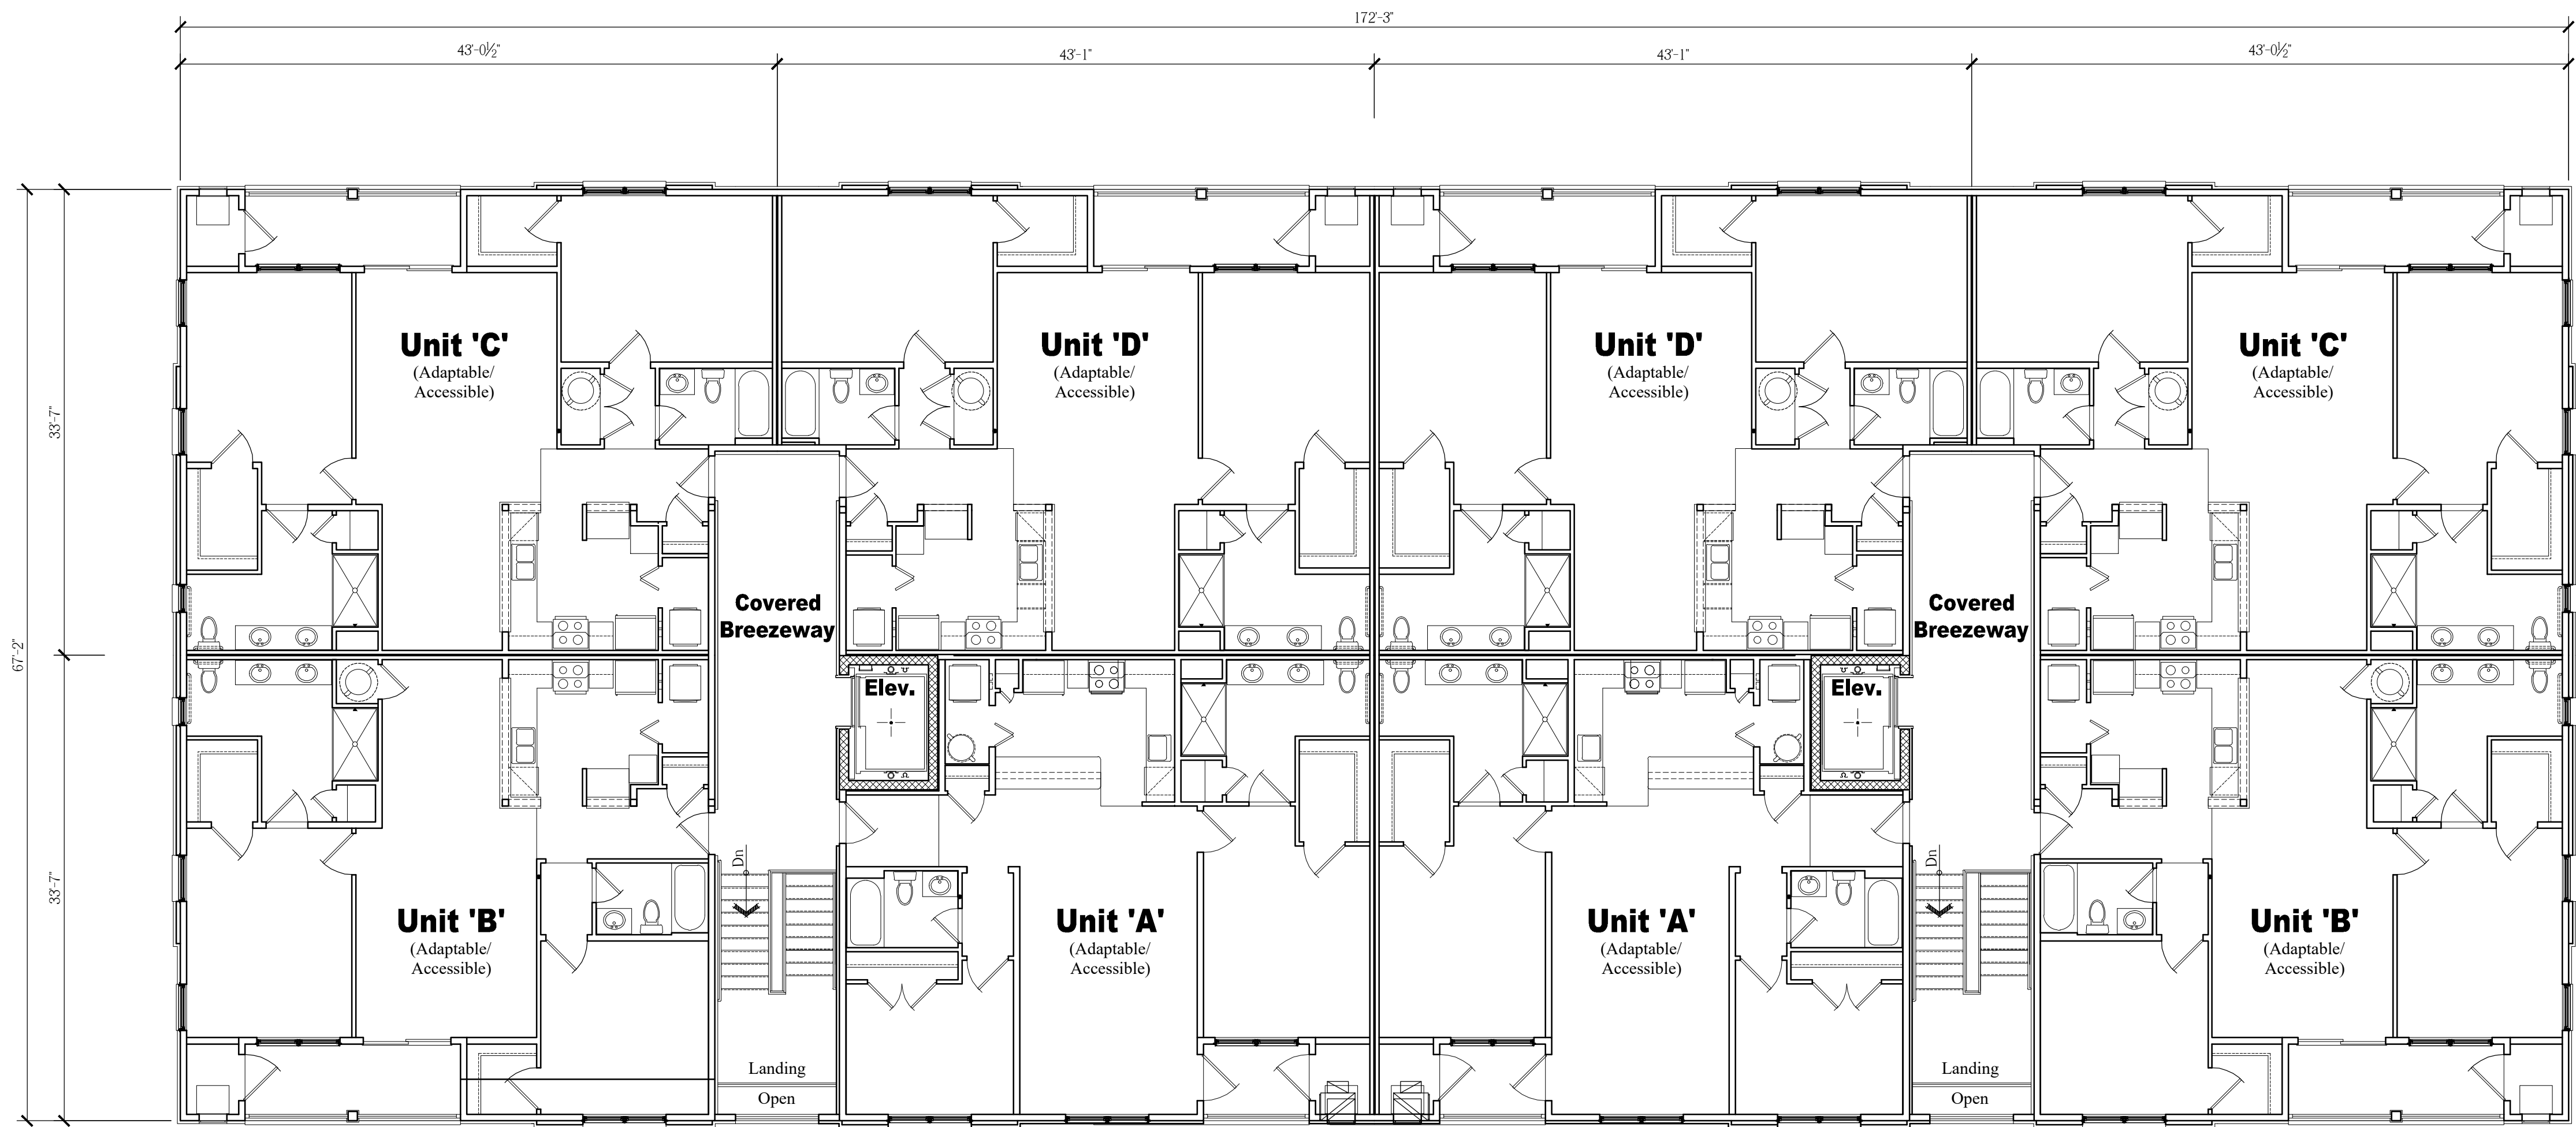 172'-3"
43'-0½"
43'-1"
43'-1"
43'-0½"
Unit 'C'
(Adaptable/
Accessible)
Unit 'D'
(Adaptable/
Accessible)
Unit 'D'
(Adaptable/
Accessible)
Unit 'C'
(Adaptable/
Accessible)
33'-7"
67'-2"
33'-7"
Covered
Breezeway
Covered
Breezeway
Elev.
Elev.
Dn
Dn
Unit 'B'
(Adaptable/
Accessible)
Unit 'A'
(Adaptable/
Accessible)
Unit 'A'
(Adaptable/
Accessible)
Unit 'B'
(Adaptable/
Accessible)
Landing
Open
Landing
Open